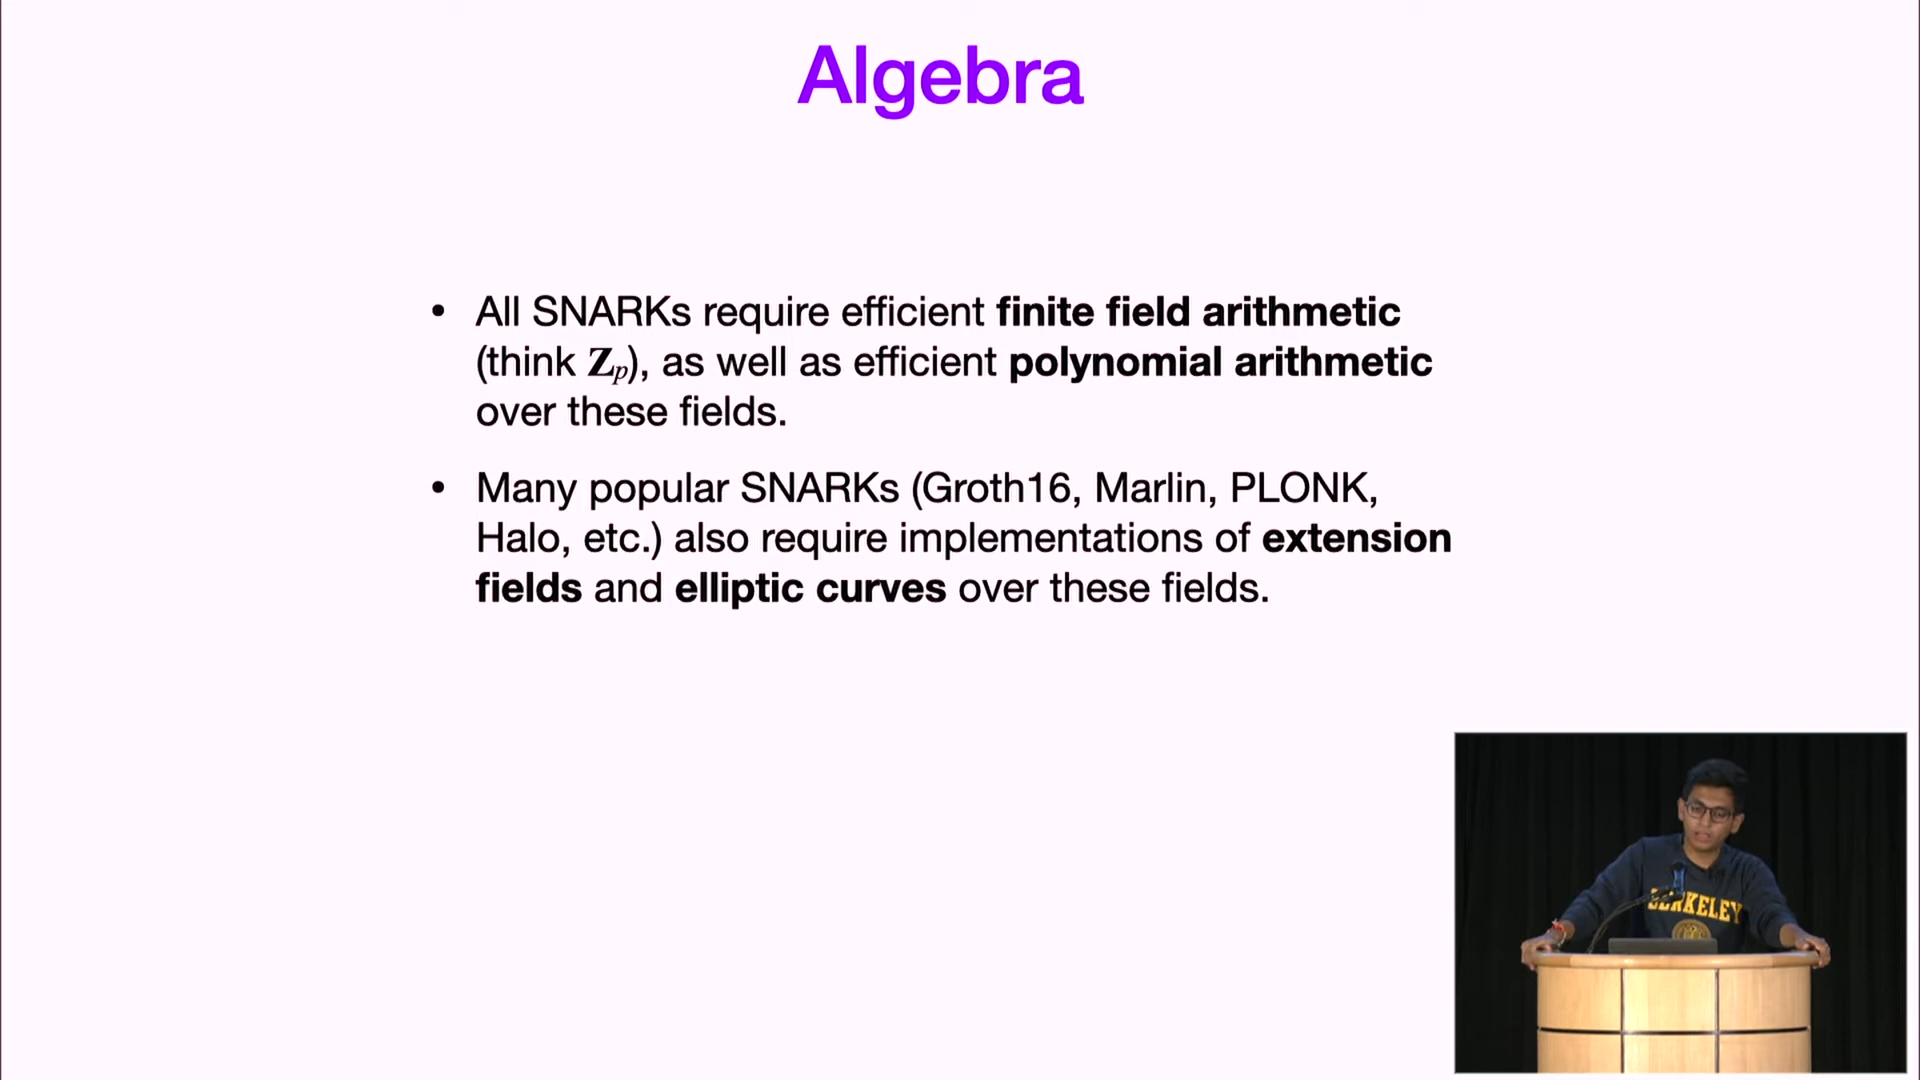 Algebra
• All SNARKs require efficient finite field arithmetic
(think Zp), as well as efficient polynomial arithmetic
over these fields.
• Many popular SNARKs (Groth16, Marlin, PLONK,
Halo, etc.) also require implementations of extension
fields and elliptic curves over these fields.
BERKELEY